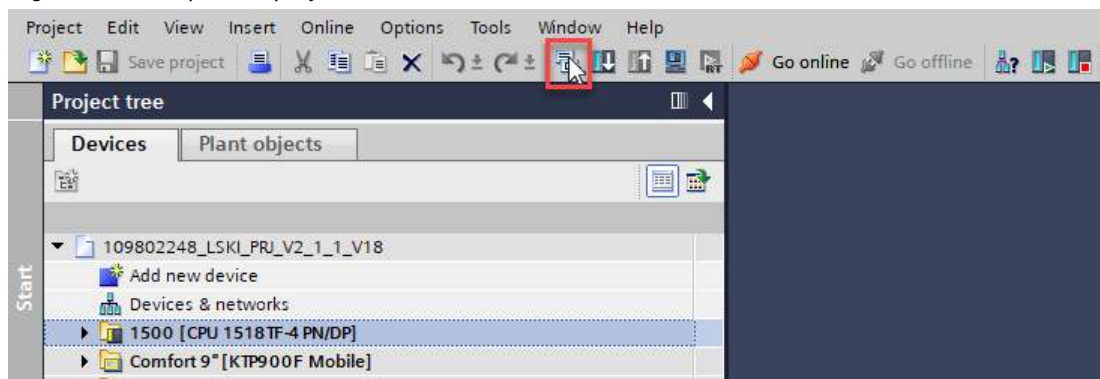 Project Edit View Insert Online Options Tools Window Help
Save project Go online Go offline
Project tree
Devices Plant objects
109802248_LSKI_PRJ_V2_1_1_V18
Add new device
Devices & networks
1500 [CPU 1518TF-4 PN/DP]
Comfort 9" [KTP900F Mobile]
Start